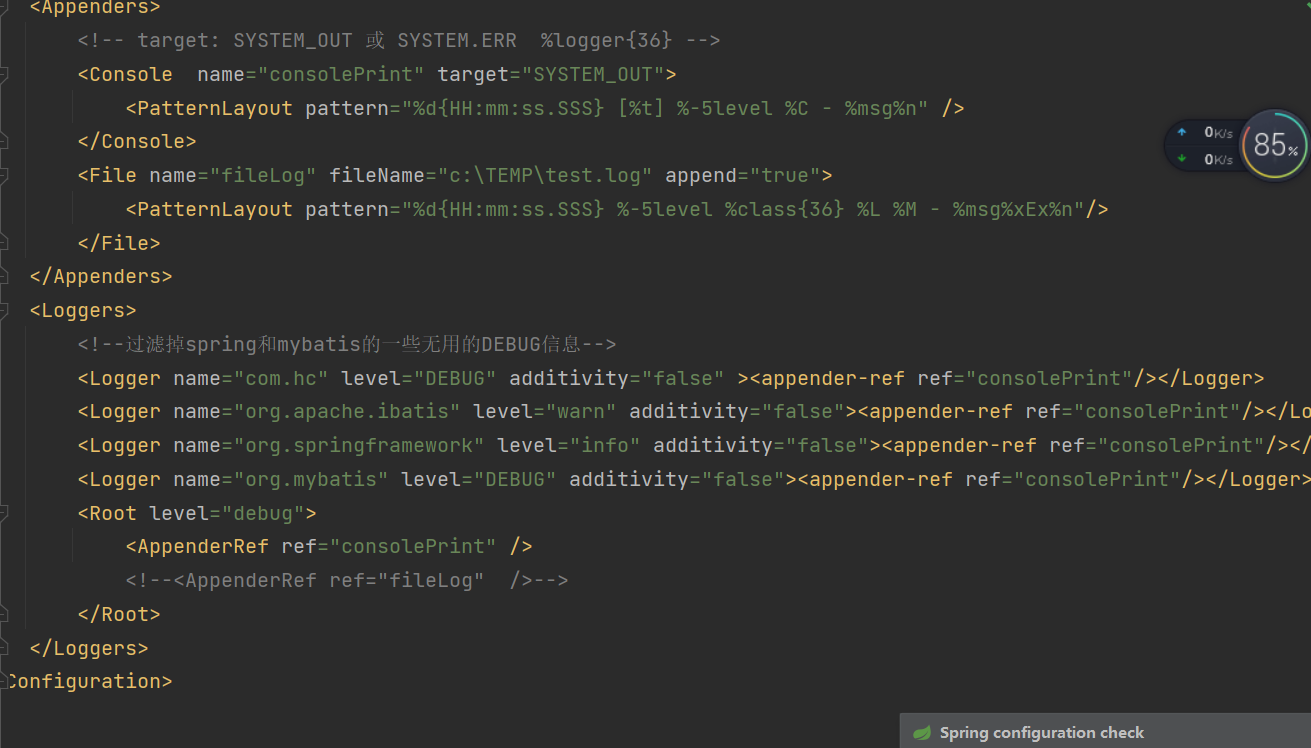 <Appenders>
<!-- target: SYSTEM_OUT 或 SYSTEM.ERR  %logger{36} -->
<Console  name="consolePrint" target="SYSTEM_OUT">
<PatternLayout pattern="%d{HH:mm:ss.SSS} [%t] %-5level %C - %msg%n" />
</Console>
<File name="fileLog" fileName="c:\TEMP\test.log" append="true">
<PatternLayout pattern="%d{HH:mm:ss.SSS} %-5level %class{36} %L %M - %msg%xEx%n"/>
</File>
</Appenders>
<Loggers>
<!--过滤掉spring和mybatis的一些无用的DEBUG信息-->
<Logger name="com.hc" level="DEBUG" additivity="false" ><appender-ref ref="consolePrint"/></Logger>
<Logger name="org.apache.ibatis" level="warn" additivity="false"><appender-ref ref="consolePrint"/></Lo
<Logger name="org.springframework" level="info" additivity="false"><appender-ref ref="consolePrint"/></
<Logger name="org.mybatis" level="DEBUG" additivity="false"><appender-ref ref="consolePrint"/></Logger>
<Root level="debug">
<AppenderRef ref="consolePrint" />
<!--<AppenderRef ref="fileLog"  />-->
</Root>
</Loggers>
Configuration>
0K/s
0K/s
85%
Spring configuration check